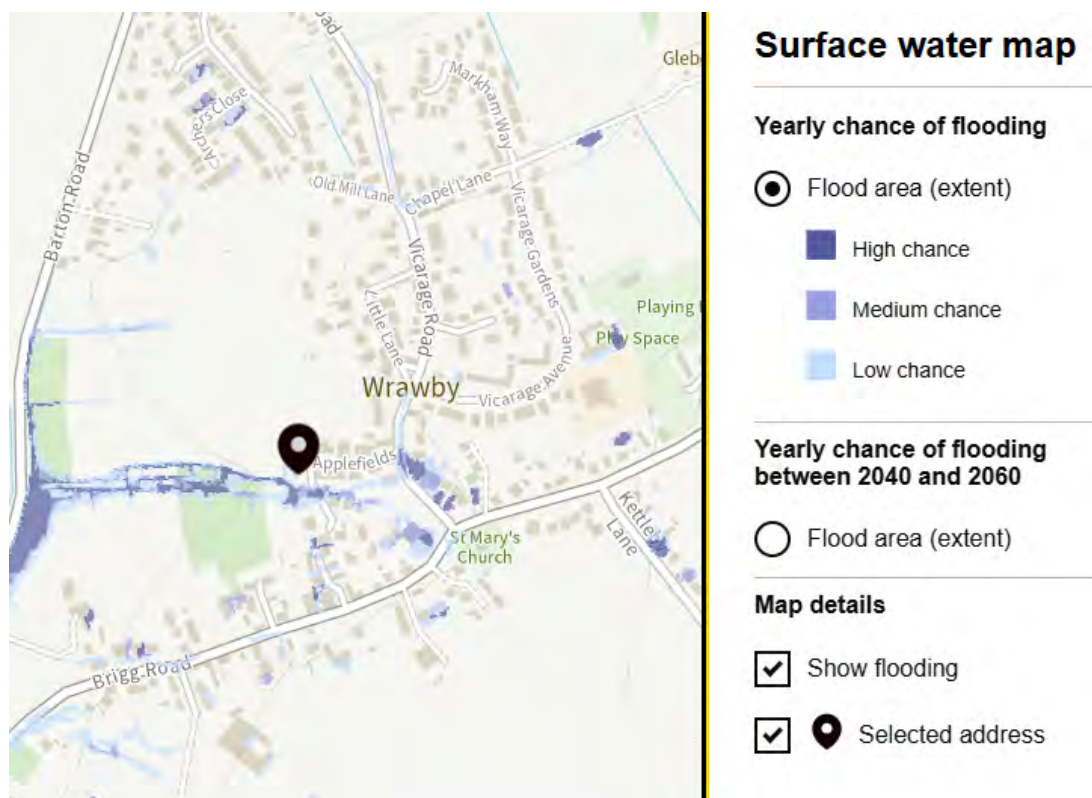 Road
Gleb
Markham Way
Archers Close
Barton Road
Old Mill Lane
Chapel Lane
Vicarage Gardens
Vicarage Road
Little Lane
Playing
Play Space
Wrawby
Vicarage Avenue
Applefields
St Mary's
Church
Kettle
Lane
Brigg Road
Surface water map
Yearly chance of flooding
Flood area (extent)
High chance
Medium chance
Low chance
Yearly chance of flooding
between 2040 and 2060
Flood area (extent)
Map details
Show flooding
Selected address